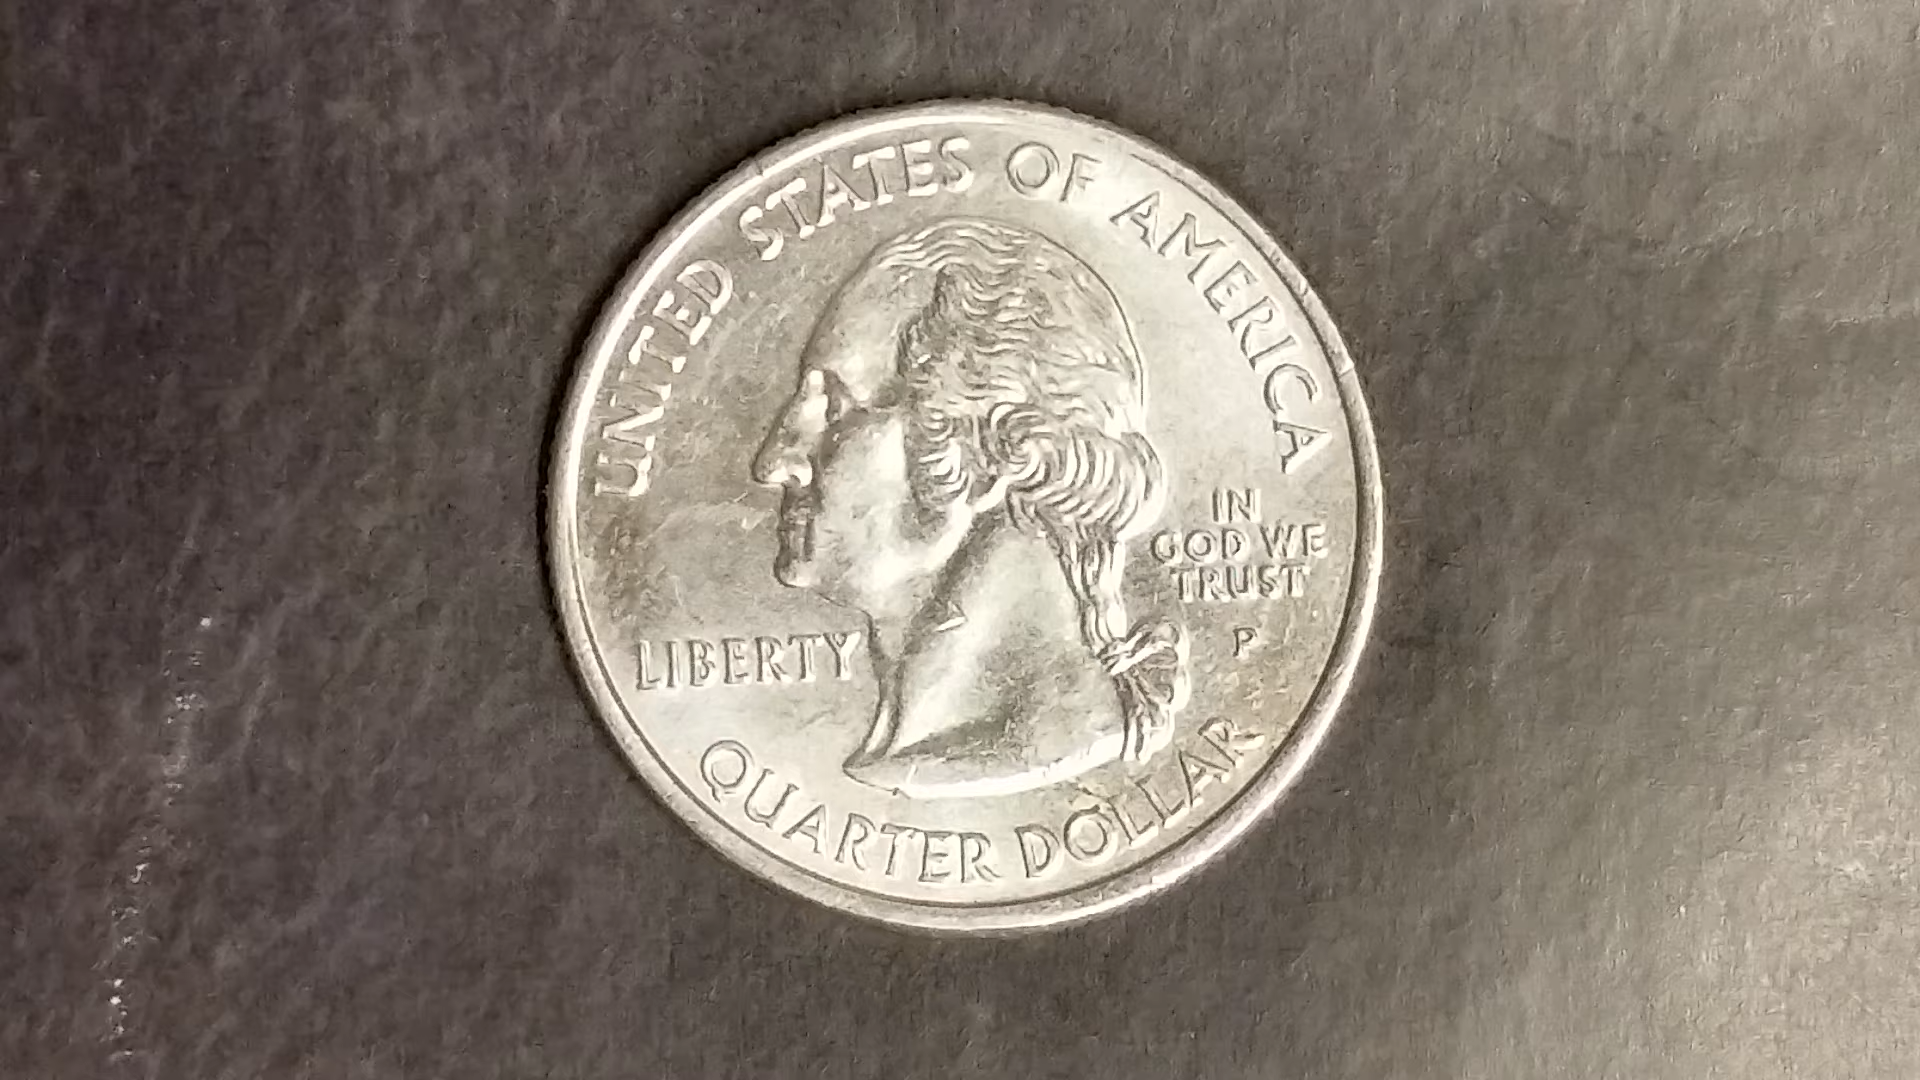 UNITED STATES OF AMERICA
LIBERTY
IN
GOD WE
TRUST
P
QUARTER DOLLAR